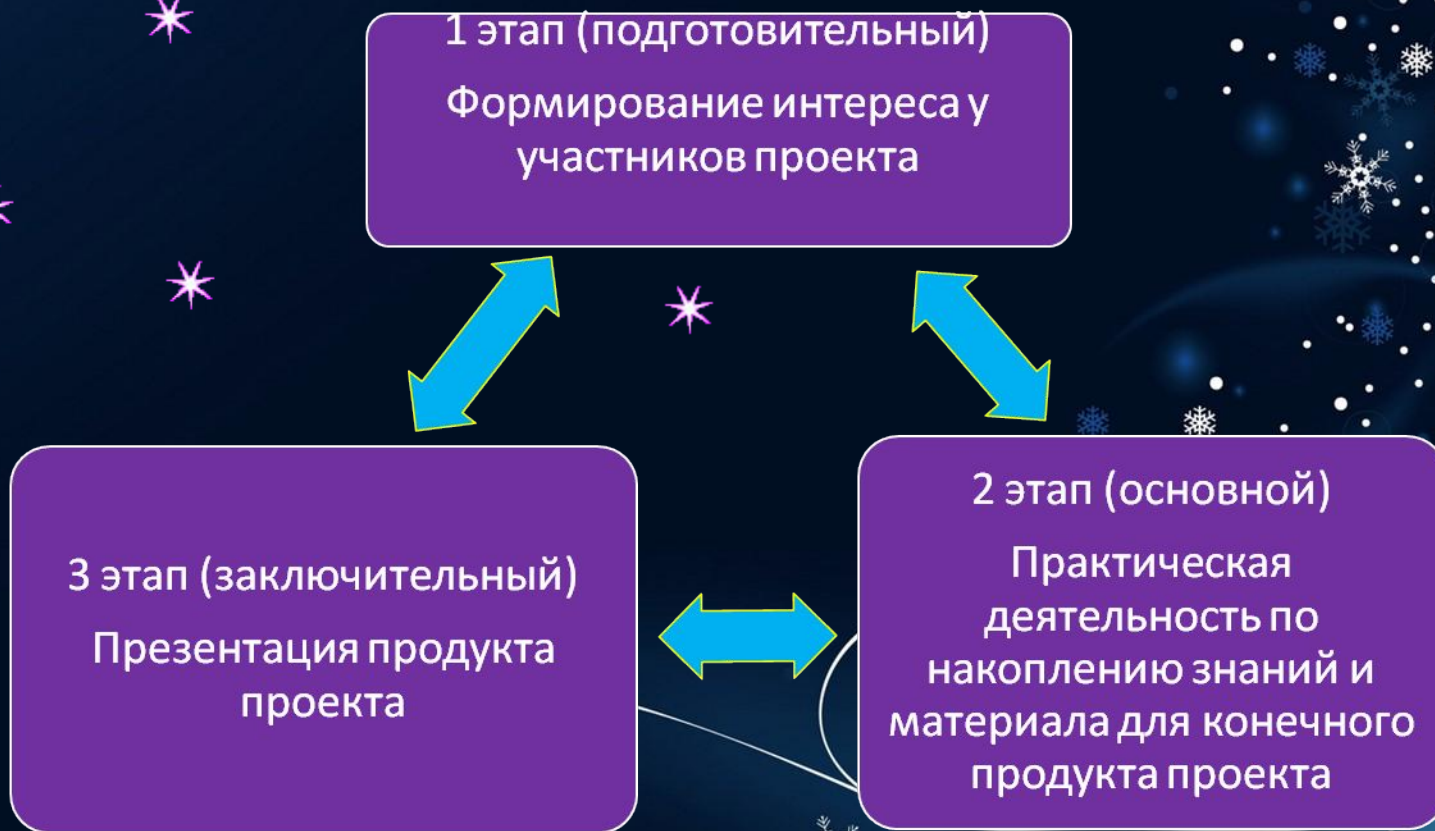 1 этап (подготовительный)
Формирование интереса у
участников проекта
3 этап (заключительный)
Презентация продукта
проекта
2 этап (основной)
Практическая
деятельность по
накоплению знаний и
материала для конечного
продукта проекта